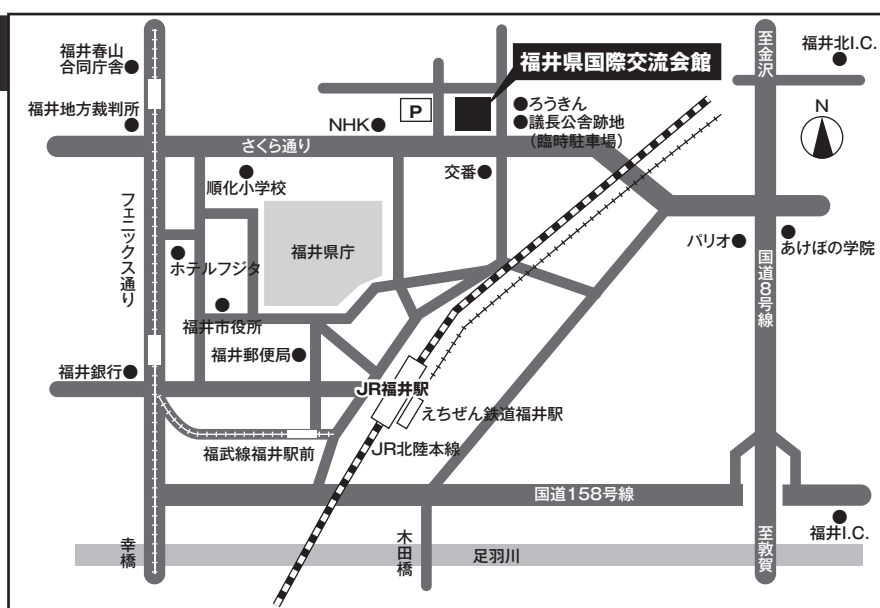 福井春山
合同庁舎
福井地方裁判所
福井県国際交流会館
至金沢
福井北I.C.
N
NHK
P
ろうきん
議長公舎跡地
(臨時駐車場)
さくら通り
順化小学校
交番
フェニックス通り
福井県庁
ホテルフジタ
パリオ
あけぼの学院
国道8号線
福井市役所
福井郵便局
福井銀行
JR福井駅
えちぜん鉄道福井駅
福武線福井駅前
JR北陸本線
国道158号線
幸橋
木田橋
足羽川
至敦賀
福井I.C.